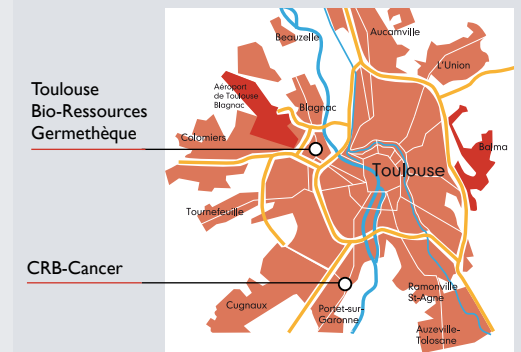 Toulouse
Bio-Ressources
Germethèque
CRB-Cancer
Beauzelle
Aucamville
L'Union
Aéroport
de Toulouse
Blagnac
Blagnac
Colomiers
Balma
Toulouse
Tournefeuille
Cugnaux
Portet-sur-
Garonne
Ramonville
St-Agne
Auzeville-
Tolosane